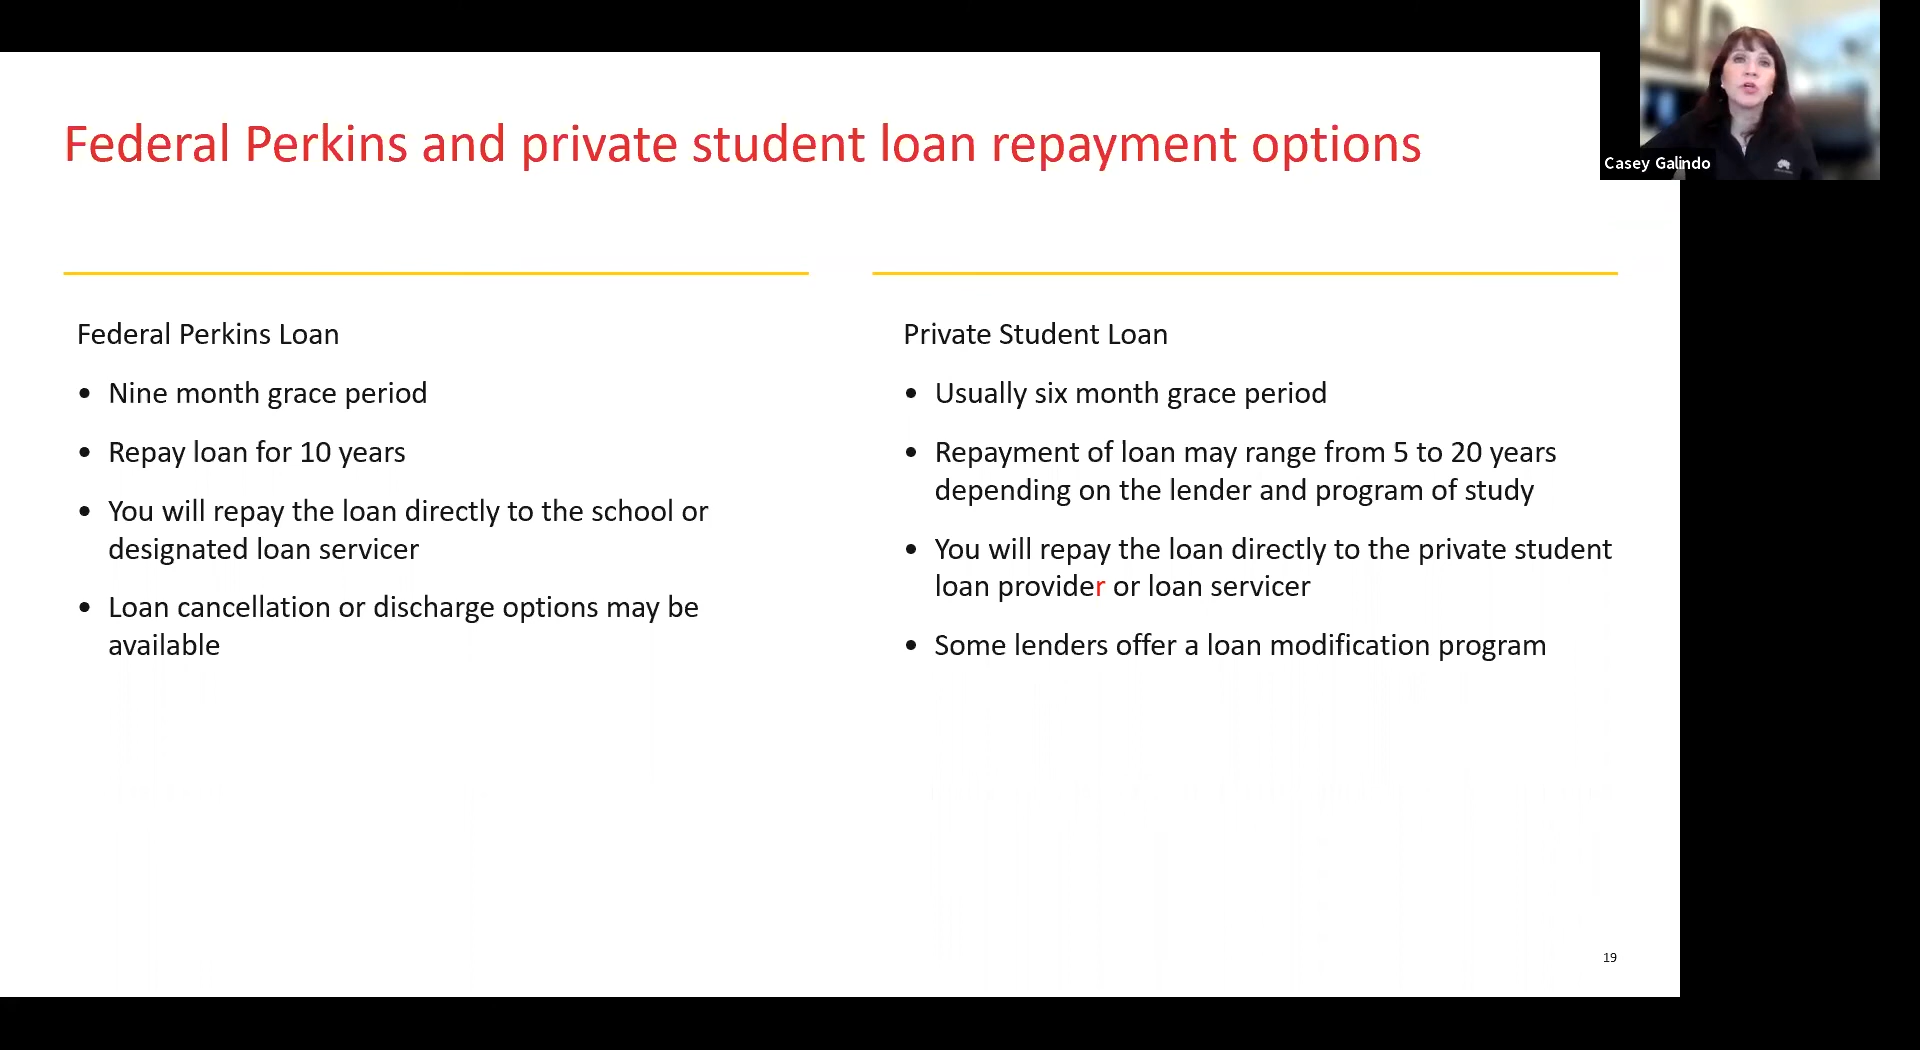 Federal Perkins and private student loan repayment options
Casey Galindo
Federal Perkins Loan
• Nine month grace period
• Repay loan for 10 years
• You will repay the loan directly to the school or
designated loan servicer
• Loan cancellation or discharge options may be
available
Private Student Loan
• Usually six month grace period
• Repayment of loan may range from 5 to 20 years
depending on the lender and program of study
• You will repay the loan directly to the private student
loan provider or loan servicer
• Some lenders offer a loan modification program
19